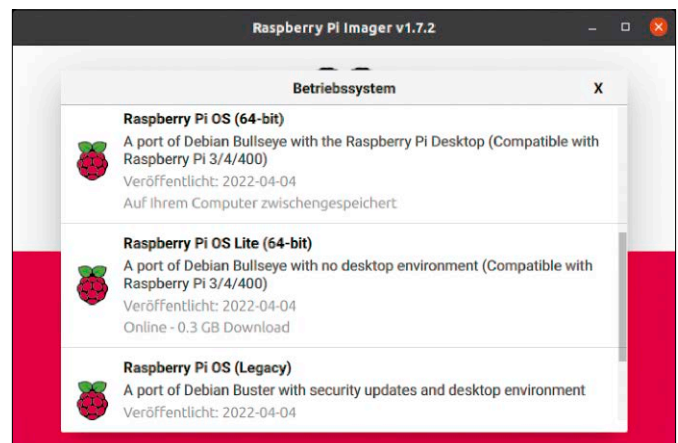 Raspberry Pi Imager v1.7.2
Betriebssystem X
Raspberry Pi OS (64-bit)
A port of Debian Bullseye with the Raspberry Pi Desktop (Compatible with
Raspberry Pi 3/4/400)
Veröffentlicht: 2022-04-04
Auf Ihrem Computer zwischengespeichert
Raspberry Pi OS Lite (64-bit)
A port of Debian Bullseye with no desktop environment (Compatible with
Raspberry Pi 3/4/400)
Veröffentlicht: 2022-04-04
Online - 0.3 GB Download
Raspberry Pi OS (Legacy)
A port of Debian Buster with security updates and desktop environment
Veröffentlicht: 2022-04-04